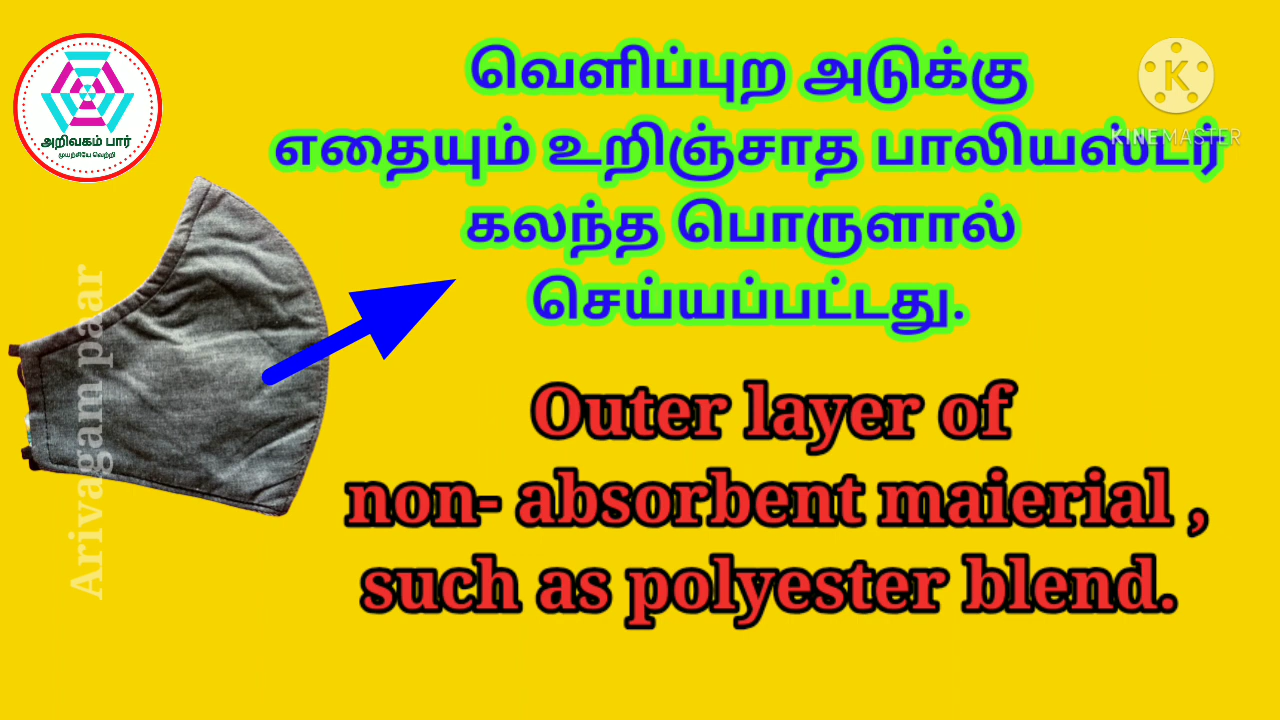 அறிவகம் பார்
முயற்சியே வெற்றி
வெளிப்புற அடுக்கு
எதையும் உறிஞ்சாத பாலியஸ்டர்
கலந்த பொருளால்
செய்யப்பட்டது.
K
KINEMASTER
Arivagam paar
Outer layer of
non- absorbent maierial ,
such as polyester blend.